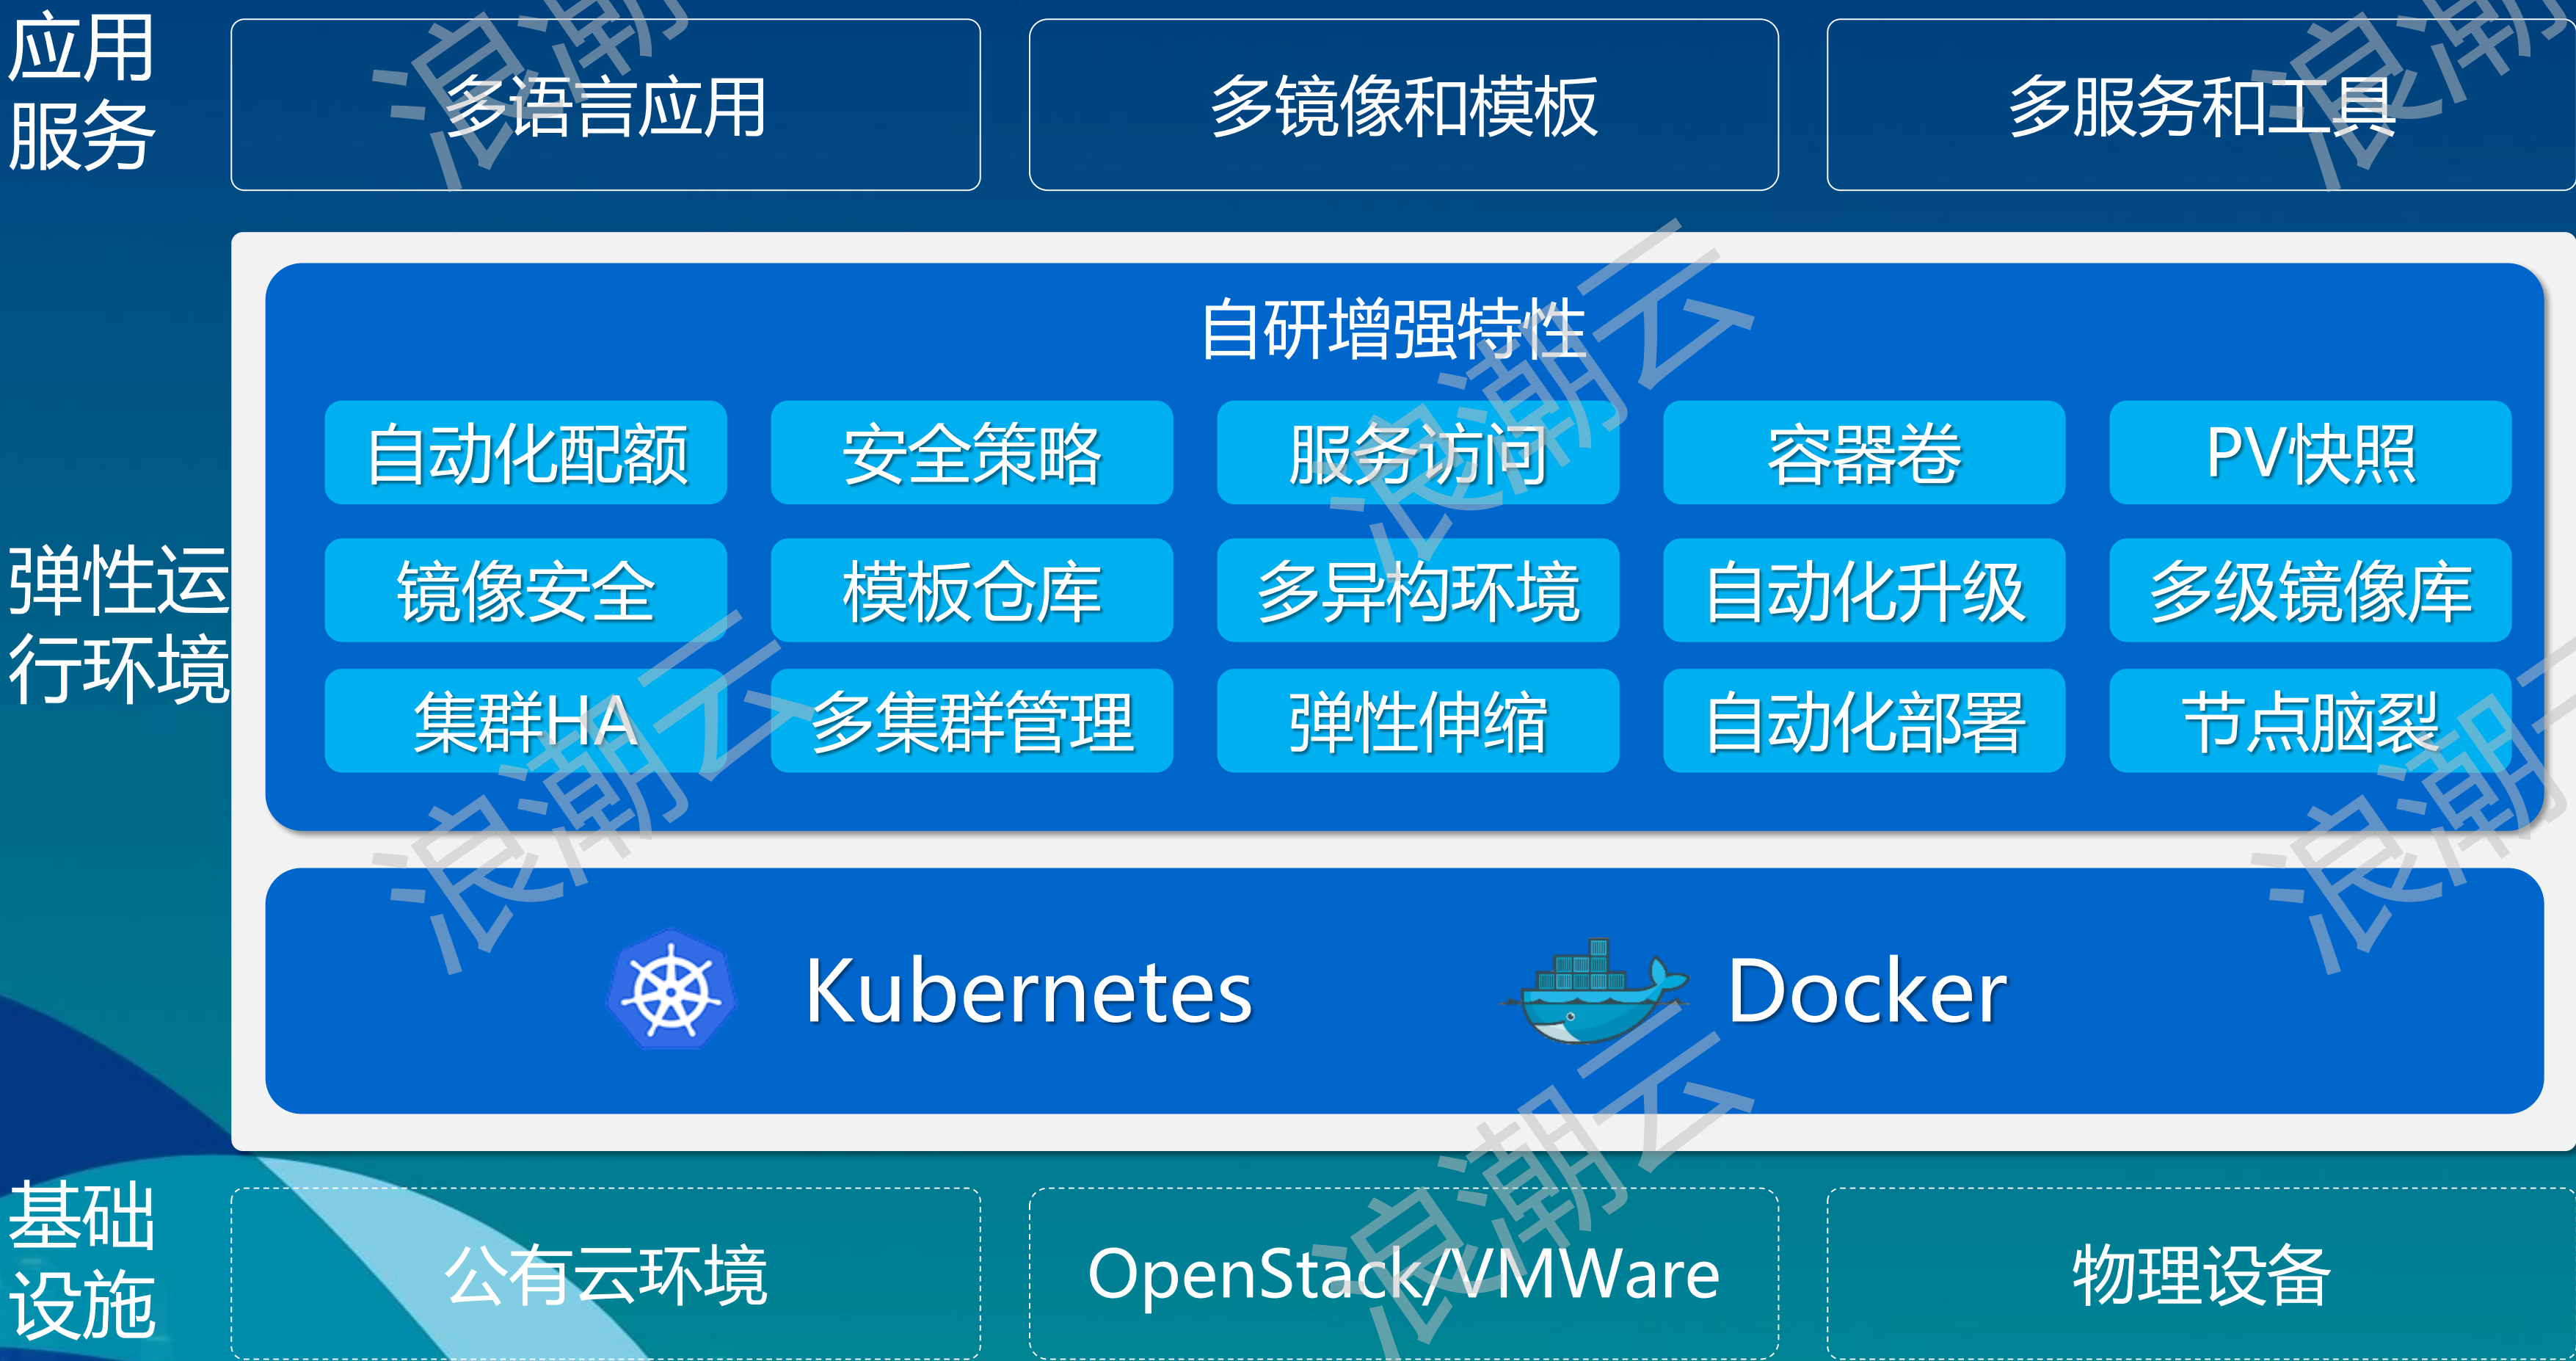 应用
服务
多语言应用
多镜像和模板
多服务和工具
弹性运
行环境
自研增强特性
自动化配额
安全策略
服务访问
容器卷
PV快照
镜像安全
模板仓库
多异构环境
自动化升级
多级镜像库
集群HA
多集群管理
弹性伸缩
自动化部署
节点脑裂
Kubernetes
Docker
基础
设施
公有云环境
OpenStack/VMWare
物理设备
浪潮
浪潮
浪潮云
浪潮云
浪潮
浪潮云